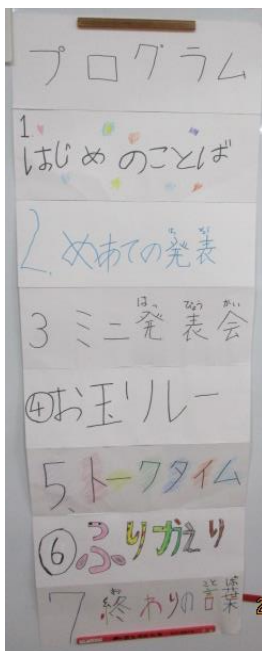 プログラム
1. はじめのことば
2. めあての発表
3 ミニ発表会
④お玉リレー
5、トークタイム
⑥ふりかえり
7 終わりの言葉